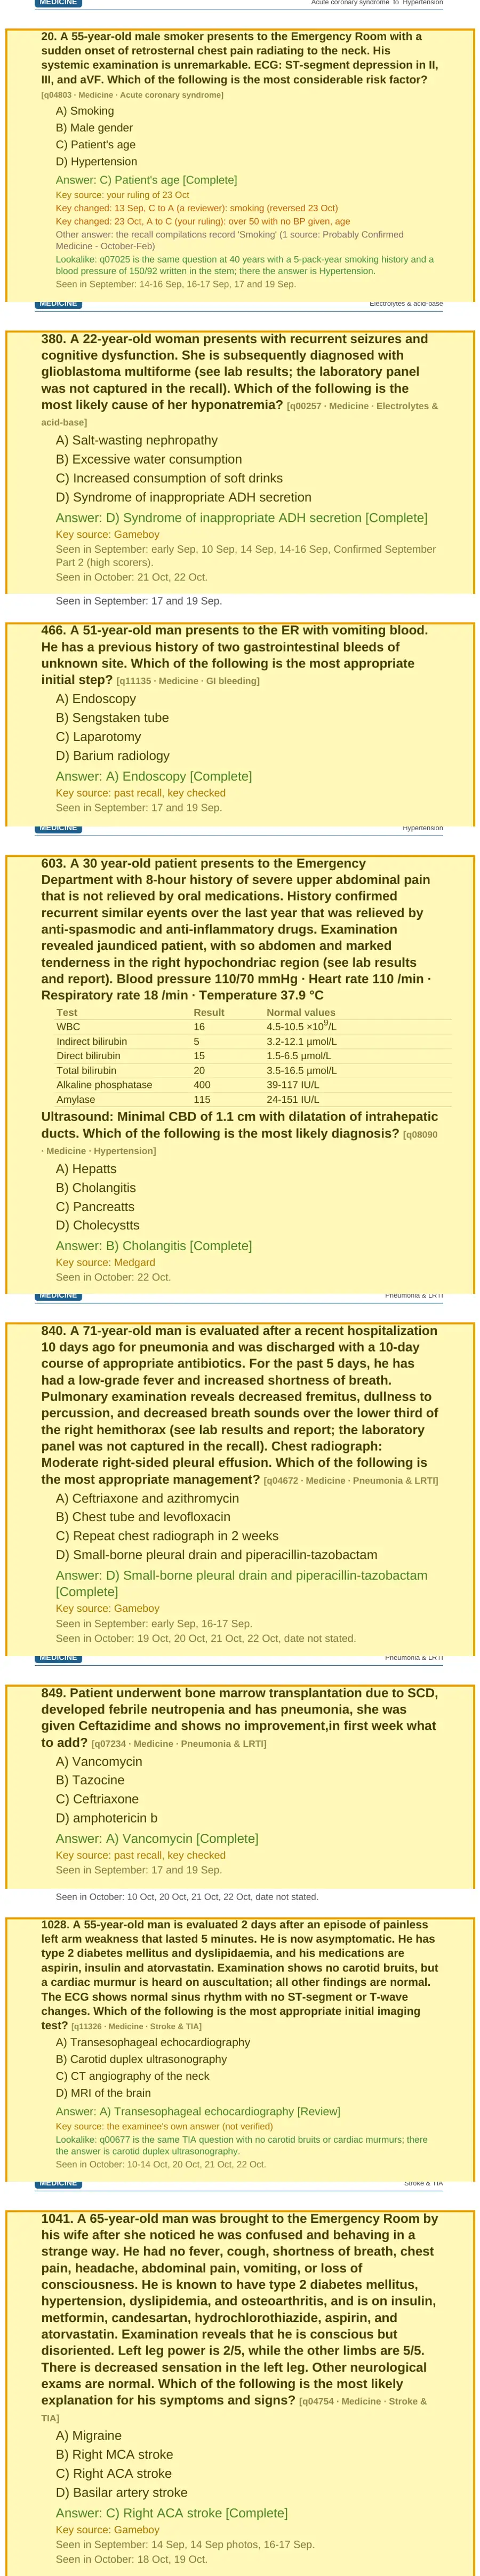 MEDICINE
Acute coronary syndrome to Hypertension
20. A 55-year-old male smoker presents to the Emergency Room with a
sudden onset of retrosternal chest pain radiating to the neck. His
systemic examination is unremarkable. ECG: ST-segment depression in II,
III, and aVF. Which of the following is the most considerable risk factor?
[q04803 · Medicine · Acute coronary syndrome]
A) Smoking
B) Male gender
C) Patient's age
D) Hypertension
Answer: C) Patient's age [Complete]
Key source: your ruling of 23 Oct
Key changed: 13 Sep, C to A (a reviewer): smoking (reversed 23 Oct)
Key changed: 23 Oct, A to C (your ruling): over 50 with no BP given, age
Other answer: the recall compilations record 'Smoking' (1 source: Probably Confirmed
Medicine - October-Feb)
Lookalike: q07025 is the same question at 40 years with a 5-pack-year smoking history and a
blood pressure of 150/92 written in the stem; there the answer is Hypertension.
Seen in September: 14-16 Sep, 16-17 Sep, 17 and 19 Sep.
MEDICINE
Electrolytes & acid-base
380. A 22-year-old woman presents with recurrent seizures and
cognitive dysfunction. She is subsequently diagnosed with
glioblastoma multiforme (see lab results; the laboratory panel
was not captured in the recall). Which of the following is the
most likely cause of her hyponatremia? [q00257 · Medicine · Electrolytes &
acid-base]
A) Salt-wasting nephropathy
B) Excessive water consumption
C) Increased consumption of soft drinks
D) Syndrome of inappropriate ADH secretion
Answer: D) Syndrome of inappropriate ADH secretion [Complete]
Key source: Gameboy
Seen in September: early Sep, 10 Sep, 14 Sep, 14-16 Sep, Confirmed September
Part 2 (high scorers).
Seen in October: 21 Oct, 22 Oct.
Seen in September: 17 and 19 Sep.
466. A 51-year-old man presents to the ER with vomiting blood.
He has a previous history of two gastrointestinal bleeds of
unknown site. Which of the following is the most appropriate
initial step? [q11135 · Medicine · GI bleeding]
A) Endoscopy
B) Sengstaken tube
C) Laparotomy
D) Barium radiology
Answer: A) Endoscopy [Complete]
Key source: past recall, key checked
Seen in September: 17 and 19 Sep.
MEDICINE
Hypertension
603. A 30 year-old patient presents to the Emergency
Department with 8-hour history of severe upper abdominal pain
that is not relieved by oral medications. History confirmed
recurrent similar eyents over the last year that was relieved by
anti-spasmodic and anti-inflammatory drugs. Examination
revealed jaundiced patient, with so abdomen and marked
tenderness in the right hypochondriac region (see lab results
and report). Blood pressure 110/70 mmHg · Heart rate 110 /min ·
Respiratory rate 18 /min · Temperature 37.9 °C
Test Result Normal values
WBC 16 4.5-10.5 ×10⁹/L
Indirect bilirubin 5 3.2-12.1 µmol/L
Direct bilirubin 15 1.5-6.5 µmol/L
Total bilirubin 20 3.5-16.5 µmol/L
Alkaline phosphatase 400 39-117 IU/L
Amylase 115 24-151 IU/L
Ultrasound: Minimal CBD of 1.1 cm with dilatation of intrahepatic
ducts. Which of the following is the most likely diagnosis? [q08090
· Medicine · Hypertension]
A) Hepatts
B) Cholangitis
C) Pancreatts
D) Cholecystts
Answer: B) Cholangitis [Complete]
Key source: Medgard
Seen in October: 22 Oct.
MEDICINE
Pneumonia & LRTI
840. A 71-year-old man is evaluated after a recent hospitalization
10 days ago for pneumonia and was discharged with a 10-day
course of appropriate antibiotics. For the past 5 days, he has
had a low-grade fever and increased shortness of breath.
Pulmonary examination reveals decreased fremitus, dullness to
percussion, and decreased breath sounds over the lower third of
the right hemithorax (see lab results and report; the laboratory
panel was not captured in the recall). Chest radiograph:
Moderate right-sided pleural effusion. Which of the following is
the most appropriate management? [q04672 · Medicine · Pneumonia & LRTI]
A) Ceftriaxone and azithromycin
B) Chest tube and levofloxacin
C) Repeat chest radiograph in 2 weeks
D) Small-borne pleural drain and piperacillin-tazobactam
Answer: D) Small-borne pleural drain and piperacillin-tazobactam
[Complete]
Key source: Gameboy
Seen in September: early Sep, 16-17 Sep.
Seen in October: 19 Oct, 20 Oct, 21 Oct, 22 Oct, date not stated.
MEDICINE
Pneumonia & LRTI
849. Patient underwent bone marrow transplantation due to SCD,
developed febrile neutropenia and has pneumonia, she was
given Ceftazidime and shows no improvement,in first week what
to add? [q07234 · Medicine · Pneumonia & LRTI]
A) Vancomycin
B) Tazocine
C) Ceftriaxone
D) amphotericin b
Answer: A) Vancomycin [Complete]
Key source: past recall, key checked
Seen in September: 17 and 19 Sep.
Seen in October: 10 Oct, 20 Oct, 21 Oct, 22 Oct, date not stated.
1028. A 55-year-old man is evaluated 2 days after an episode of painless
left arm weakness that lasted 5 minutes. He is now asymptomatic. He has
type 2 diabetes mellitus and dyslipidaemia, and his medications are
aspirin, insulin and atorvastatin. Examination shows no carotid bruits, but
a cardiac murmur is heard on auscultation; all other findings are normal.
The ECG shows normal sinus rhythm with no ST-segment or T-wave
changes. Which of the following is the most appropriate initial imaging
test? [q11326 · Medicine · Stroke & TIA]
A) Transesophageal echocardiography
B) Carotid duplex ultrasonography
C) CT angiography of the neck
D) MRI of the brain
Answer: A) Transesophageal echocardiography [Review]
Key source: the examinee's own answer (not verified)
Lookalike: q00677 is the same TIA question with no carotid bruits or cardiac murmurs; there
the answer is carotid duplex ultrasonography.
Seen in October: 10-14 Oct, 20 Oct, 21 Oct, 22 Oct.
MEDICINE
Stroke & TIA
1041. A 65-year-old man was brought to the Emergency Room by
his wife after she noticed he was confused and behaving in a
strange way. He had no fever, cough, shortness of breath, chest
pain, headache, abdominal pain, vomiting, or loss of
consciousness. He is known to have type 2 diabetes mellitus,
hypertension, dyslipidemia, and osteoarthritis, and is on insulin,
metformin, candesartan, hydrochlorothiazide, aspirin, and
atorvastatin. Examination reveals that he is conscious but
disoriented. Left leg power is 2/5, while the other limbs are 5/5.
There is decreased sensation in the left leg. Other neurological
exams are normal. Which of the following is the most likely
explanation for his symptoms and signs? [q04754 · Medicine · Stroke &
TIA]
A) Migraine
B) Right MCA stroke
C) Right ACA stroke
D) Basilar artery stroke
Answer: C) Right ACA stroke [Complete]
Key source: Gameboy
Seen in September: 14 Sep, 14 Sep photos, 16-17 Sep.
Seen in October: 18 Oct, 19 Oct.